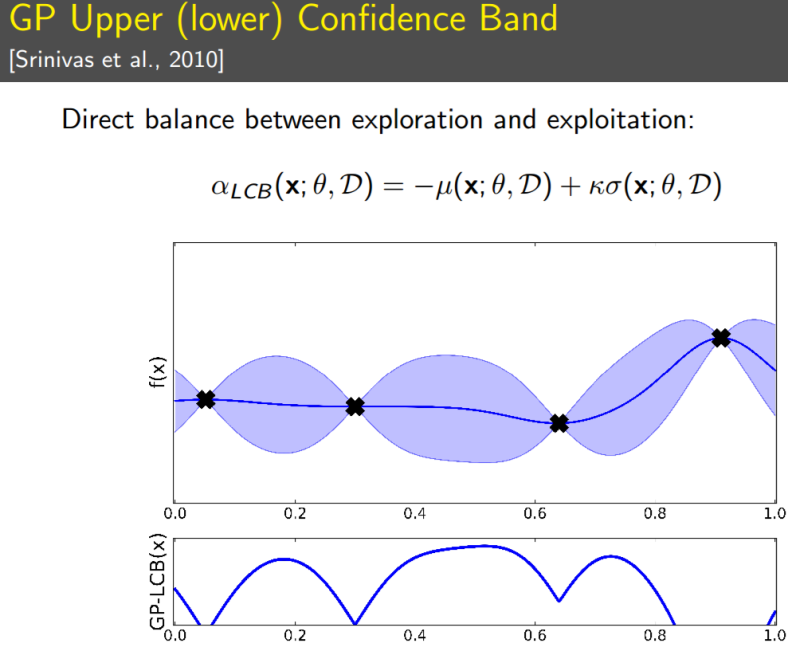 GP Upper (lower) Confidence Band
[Srinivas et al., 2010]
Direct balance between exploration and exploitation:
α_LCB(x; θ, 𝒟) = −μ(x; θ, 𝒟) + κσ(x; θ, 𝒟)
f(x)
0.0 0.2 0.4 0.6 0.8 1.0
GP-LCB(x)
0.0 0.2 0.4 0.6 0.8 1.0